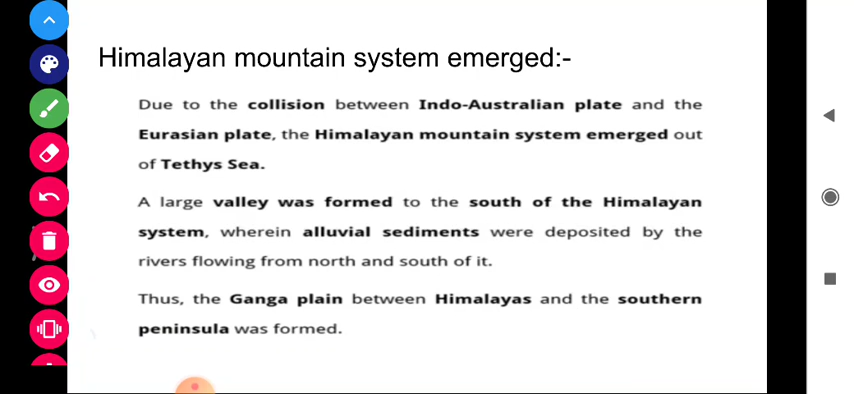 Himalayan mountain system emerged:-
Due to the collision between Indo-Australian plate and the
Eurasian plate, the Himalayan mountain system emerged out
of Tethys Sea.
A large valley was formed to the south of the Himalayan
system, wherein alluvial sediments were deposited by the
rivers flowing from north and south of it.
Thus, the Ganga plain between Himalayas and the southern
peninsula was formed.